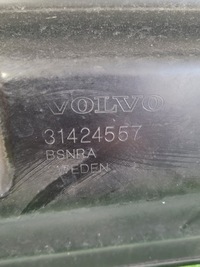 VOLVO
31424557
BSNRA
SWEDEN